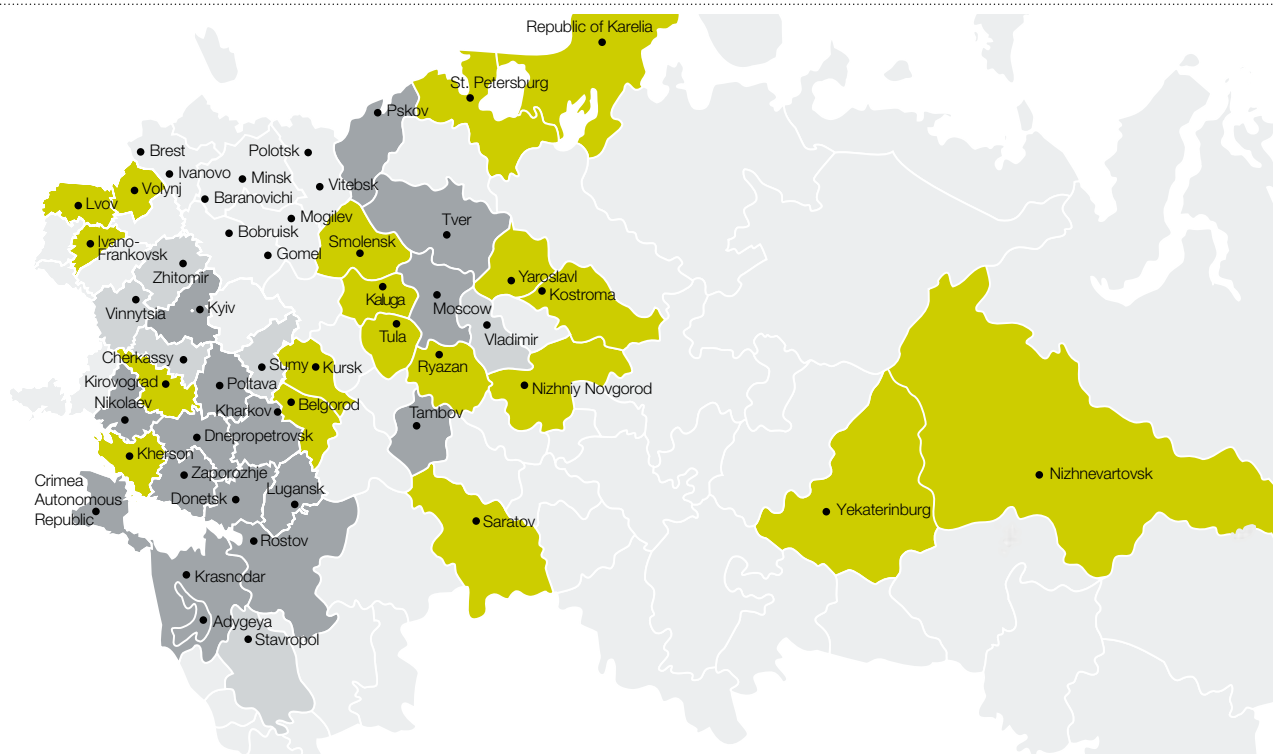 Republic of Karelia
St. Petersburg
Pskov
Brest
Polotsk
Ivanovo
Minsk
Volynj
Vitebsk
Baranovichi
Lvov
Mogilev
Tver
Bobruisk
Ivano-
Frankovsk
Smolensk
Gomel
Zhitomir
Yaroslavl
Kostroma
Kaluga
Vinnytsia
Kyiv
Moscow
Tula
Vladimir
Cherkassy
Sumy
Kursk
Ryazan
Kirovograd
Poltava
Nizhniy Novgorod
Nikolaev
Kharkov
Belgorod
Tambov
Dnepropetrovsk
Kherson
Zaporozhje
Nizhnevartovsk
Crimea
Autonomous
Republic
Donetsk
Lugansk
Yekaterinburg
Saratov
Rostov
Krasnodar
Adygeya
Stavropol